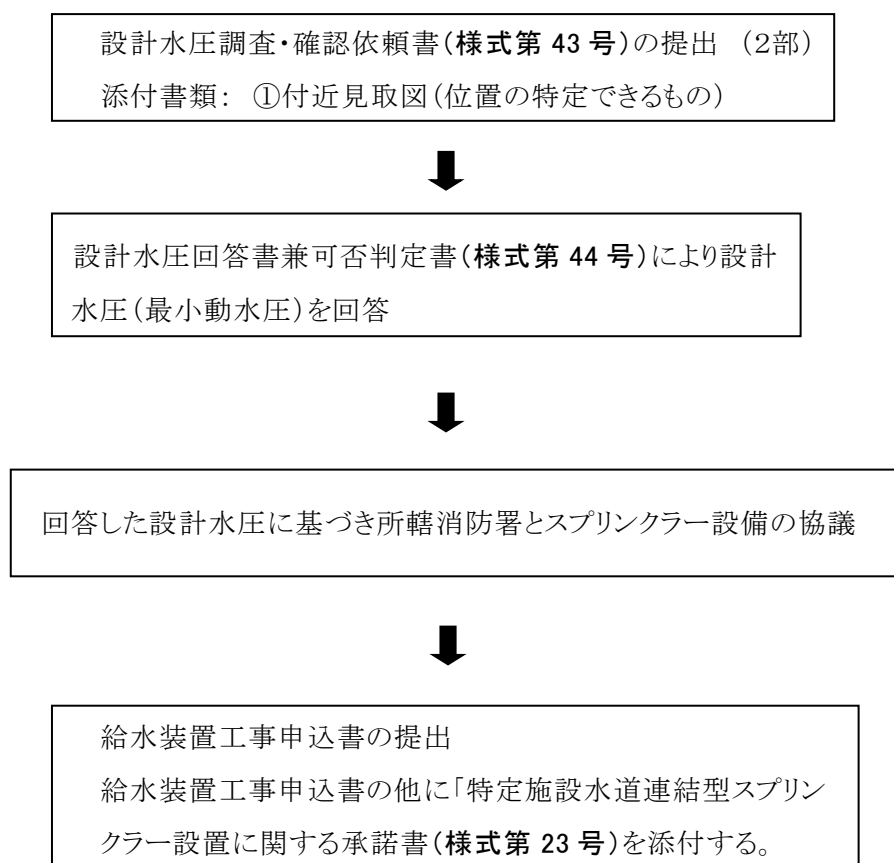 設計水圧調査・確認依頼書(様式第 43 号)の提出 (2部)
添付書類: ①付近見取図(位置の特定できるもの)
設計水圧回答書兼可否判定書(様式第 44 号)により設計
水圧(最小動水圧)を回答
回答した設計水圧に基づき所轄消防署とスプリンクラー設備の協議
給水装置工事申込書の提出
給水装置工事申込書の他に「特定施設水道連結型スプリン
クラー設置に関する承諾書(様式第 23 号)を添付する。